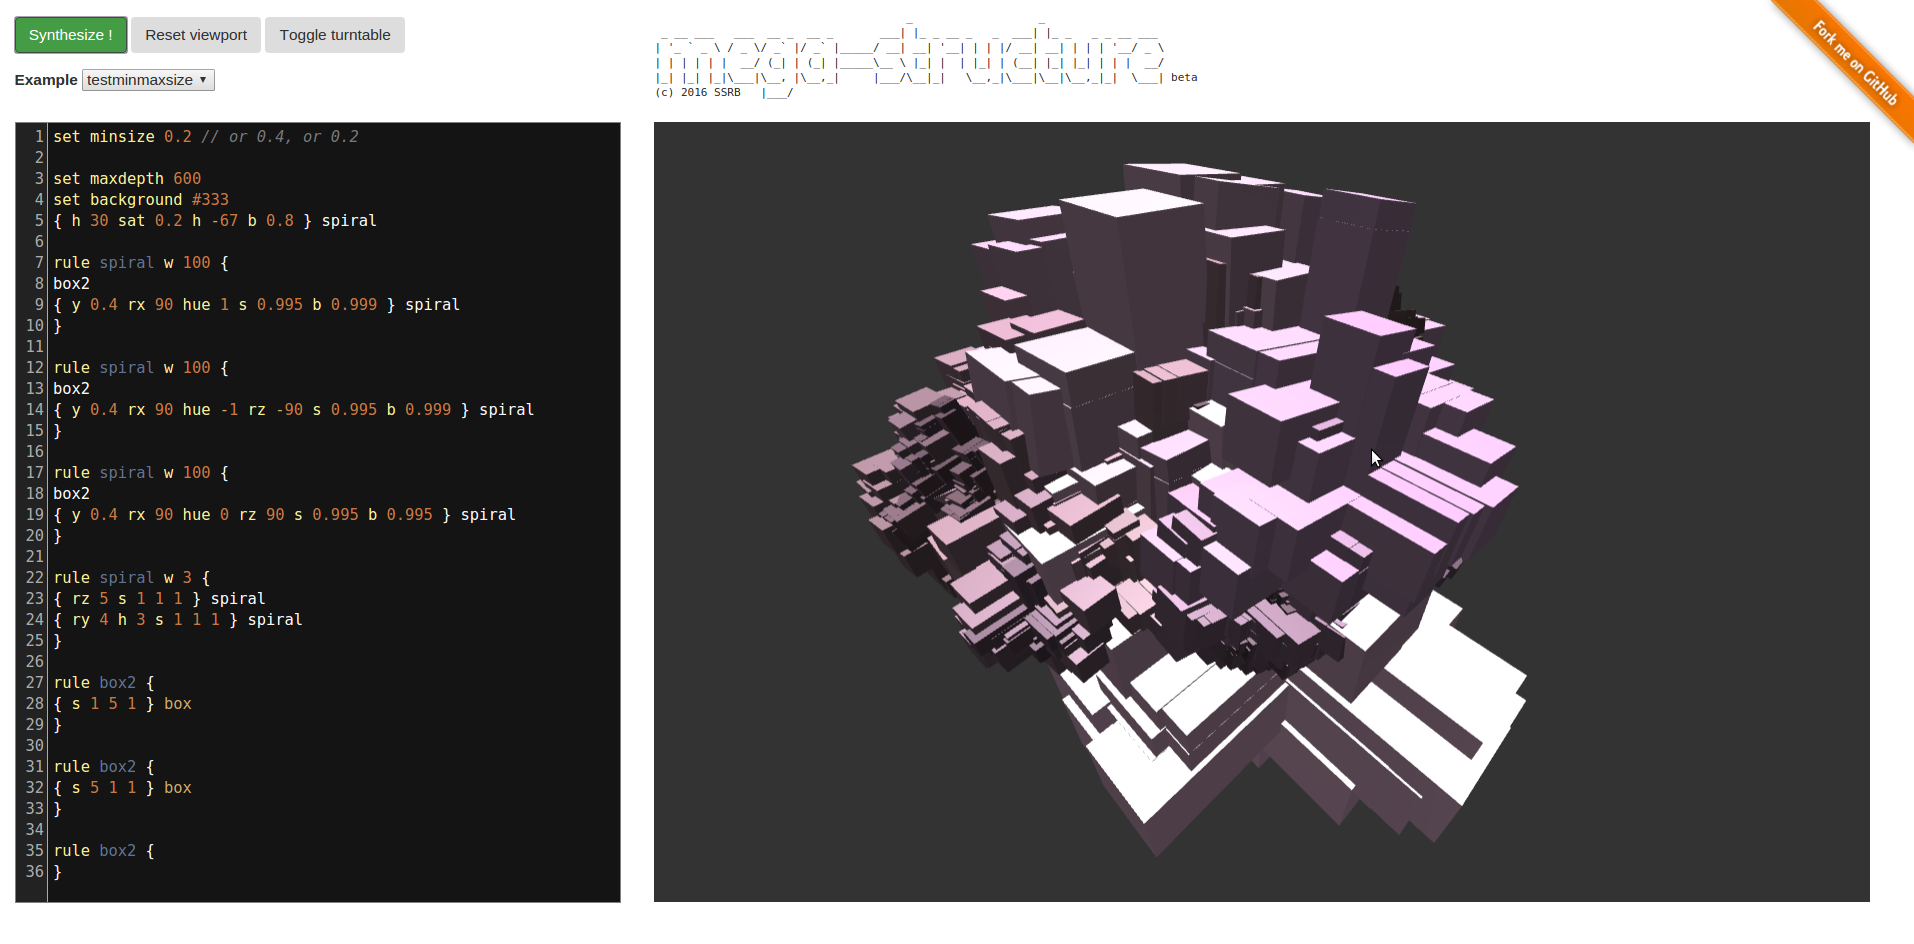 Synthesize !
Reset viewport
Toggle turntable
Example testminmaxsize
beta
(c) 2016 SSRB
Fork me on GitHub
1 set minsize 0.2 // or 0.4, or 0.2
2
3 set maxdepth 600
4 set background #333
5 { h 30 sat 0.2 h -67 b 0.8 } spiral
6
7 rule spiral w 100 {
8 box2
9 { y 0.4 rx 90 hue 1 s 0.995 b 0.999 } spiral
10 }
11
12 rule spiral w 100 {
13 box2
14 { y 0.4 rx 90 hue -1 rz -90 s 0.995 b 0.999 } spiral
15 }
16
17 rule spiral w 100 {
18 box2
19 { y 0.4 rx 90 hue 0 rz 90 s 0.995 b 0.995 } spiral
20 }
21
22 rule spiral w 3 {
23 { rz 5 s 1 1 1 } spiral
24 { ry 4 h 3 s 1 1 1 } spiral
25 }
26
27 rule box2 {
28 { s 1 5 1 } box
29 }
30
31 rule box2 {
32 { s 5 1 1 } box
33 }
34
35 rule box2 {
36 }